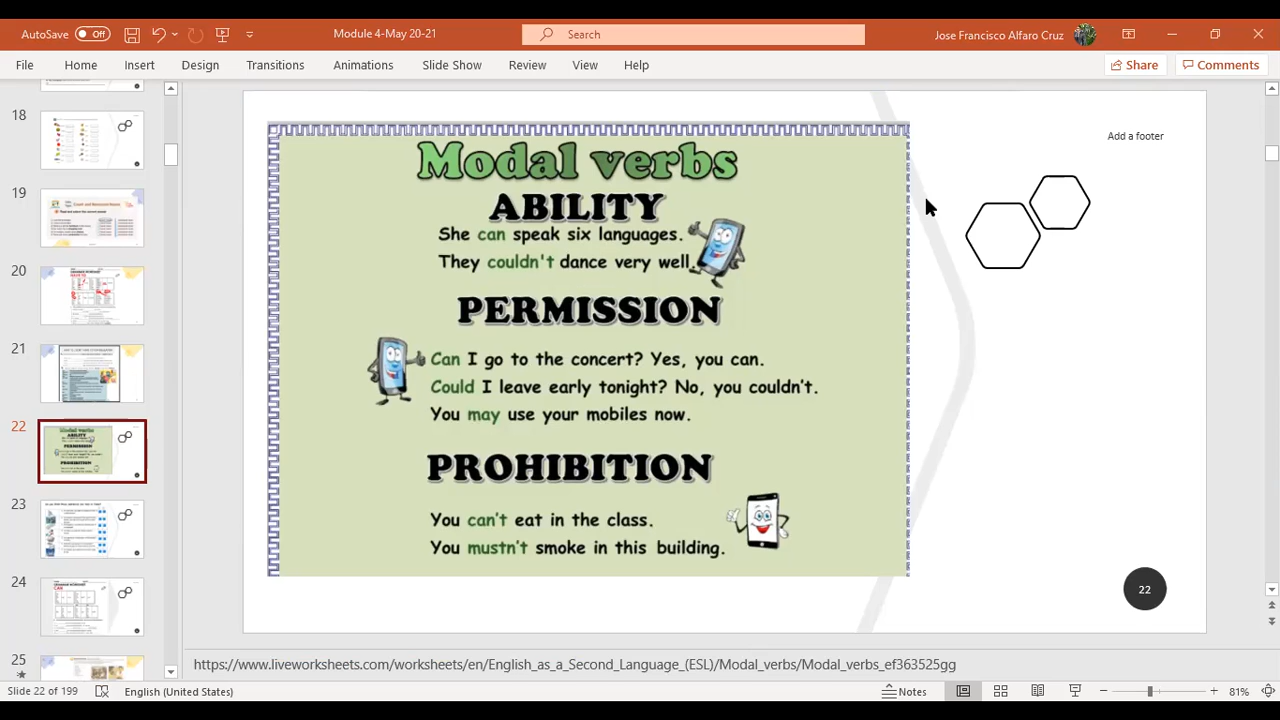 AutoSave Off Module 4-May 20-21 Search Jose Francisco Alfaro Cruz
File Home Insert Design Transitions Animations Slide Show Review View Help Share Comments
18
19
20
21
22
23
24
25
Add a footer
Modal verbs
ABILITY
She can speak six languages.
They couldn't dance very well.
PERMISSION
Can I go to the concert? Yes, you can.
Could I leave early tonight? No, you couldn't.
You may use your mobiles now.
PROHIBITION
You can't eat in the class.
You mustn't smoke in this building.
22
https://www.liveworksheets.com/worksheets/en/English_as_a_Second_Language_(ESL)/Modal_verbs/Modal_verbs_ef363525gg
Slide 22 of 199 English (United States) Notes 81%